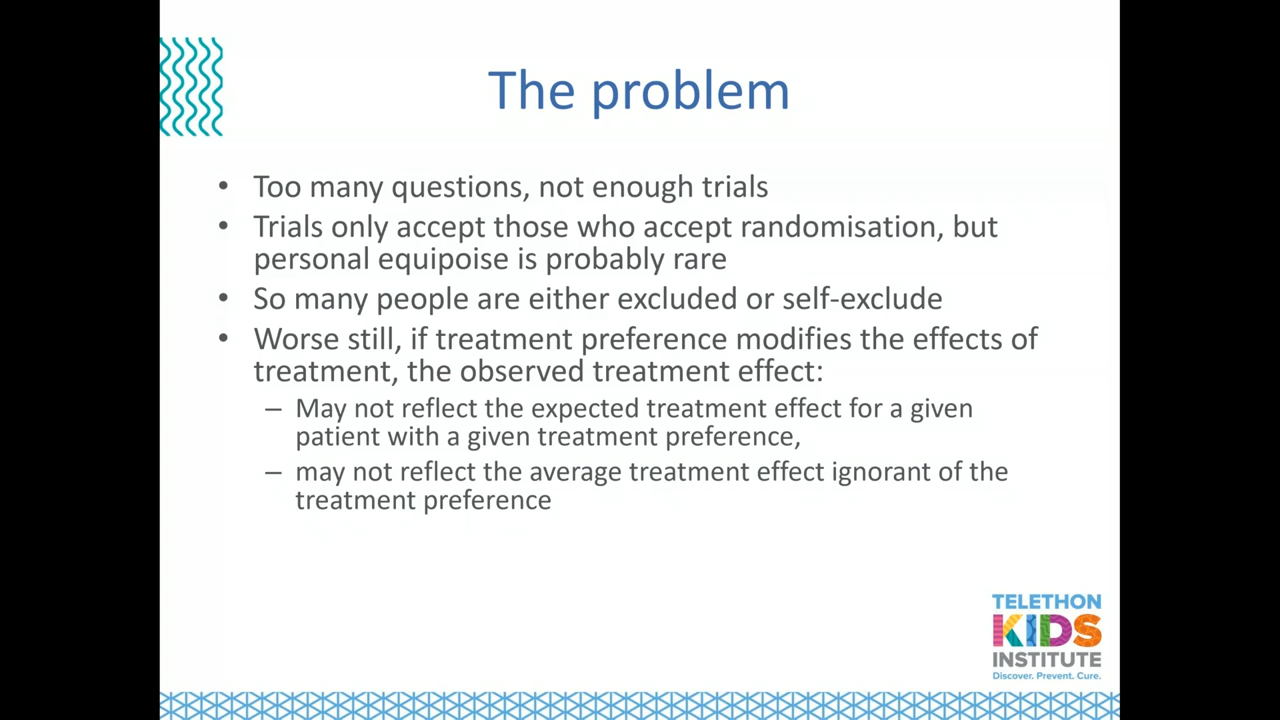 The problem
• Too many questions, not enough trials
• Trials only accept those who accept randomisation, but
personal equipoise is probably rare
• So many people are either excluded or self-exclude
• Worse still, if treatment preference modifies the effects of
treatment, the observed treatment effect:
– May not reflect the expected treatment effect for a given
patient with a given treatment preference,
– may not reflect the average treatment effect ignorant of the
treatment preference
TELETHON
KIDS
INSTITUTE
Discover. Prevent. Cure.